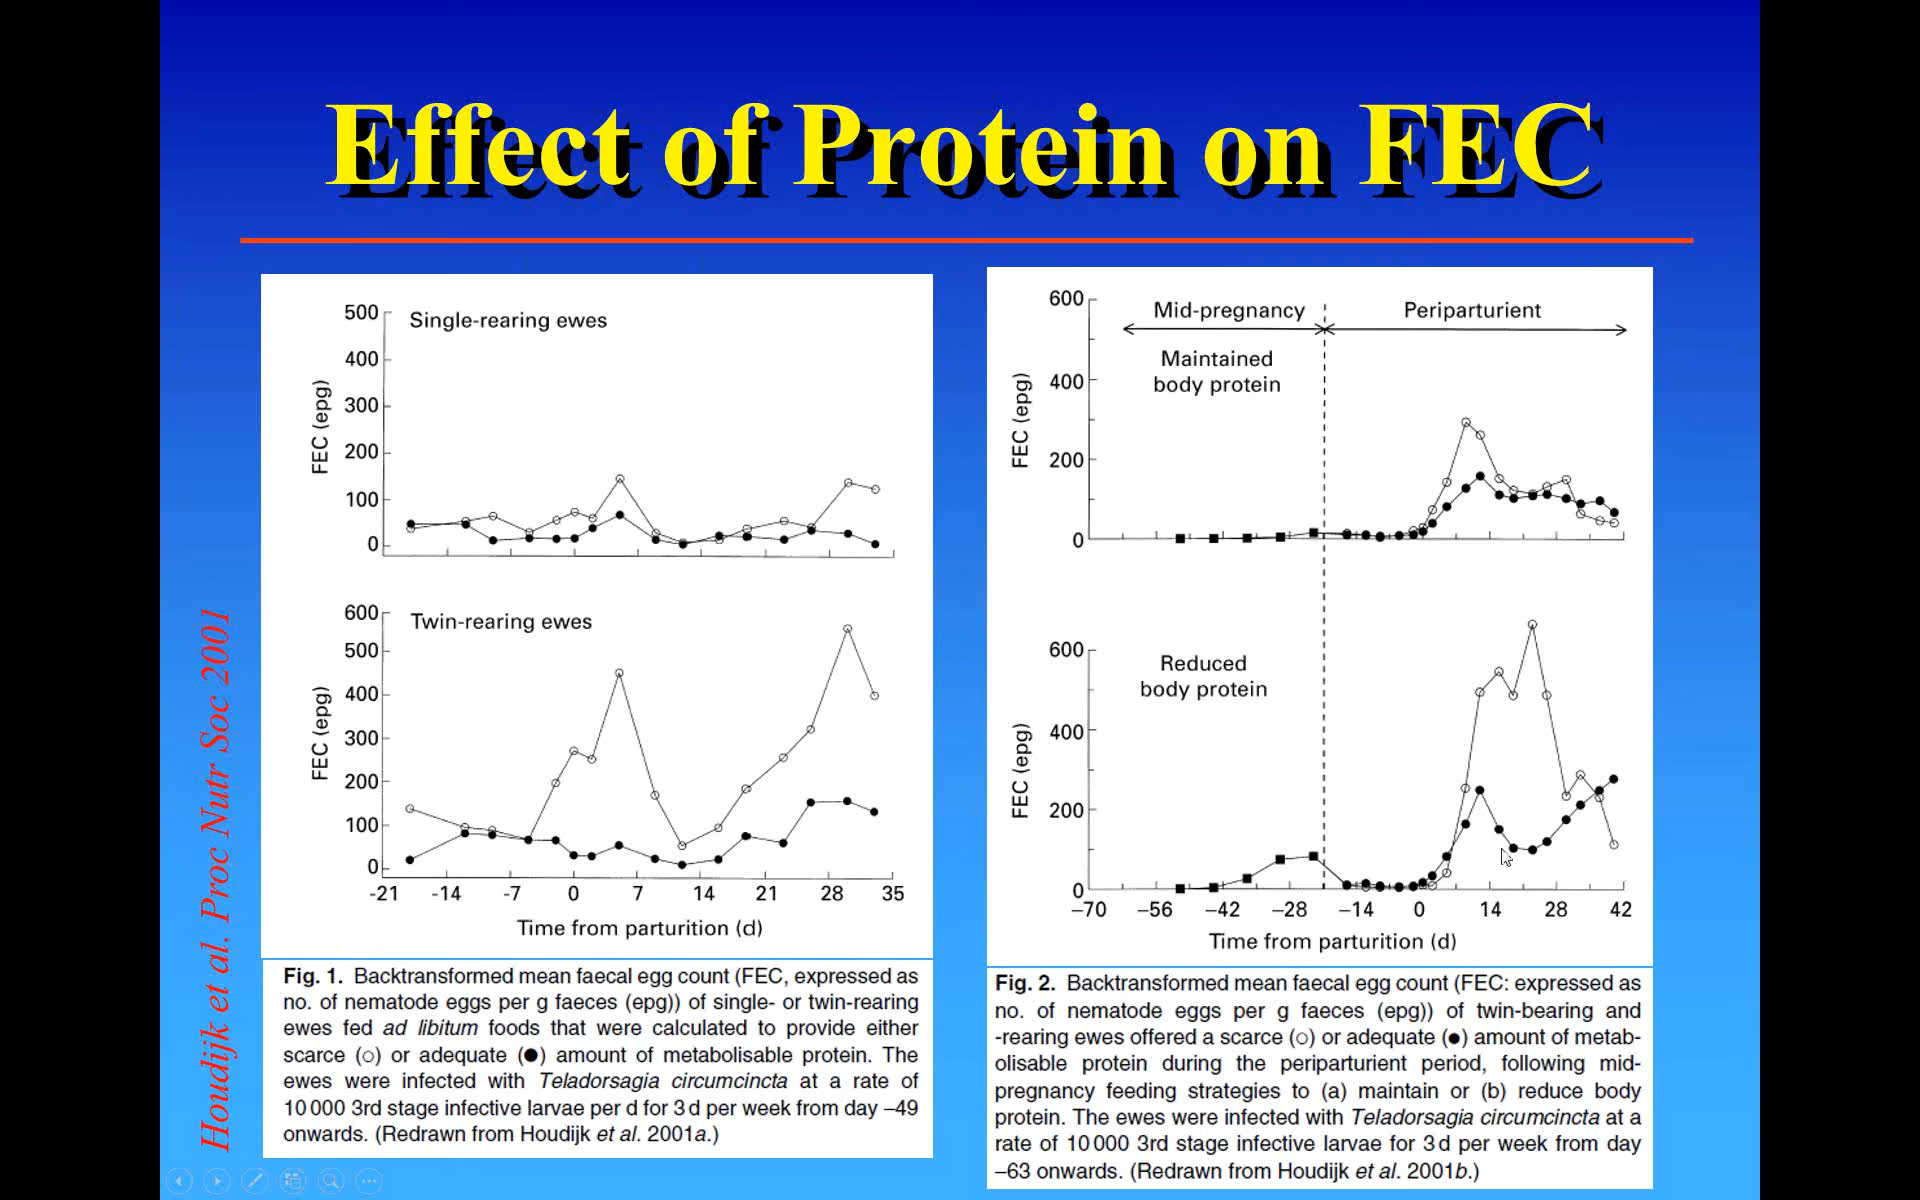 Effect of Protein on FEC
Houdijk et al. Proc Nutr Soc 2001
500
400
300
200
100
0
FEC (epg)
Single-rearing ewes
600
500
400
300
200
100
0
FEC (epg)
Twin-rearing ewes
-21 -14 -7 0 7 14 21 28 35
Time from parturition (d)
Fig. 1. Backtransformed mean faecal egg count (FEC, expressed as
no. of nematode eggs per g faeces (epg)) of single- or twin-rearing
ewes fed ad libitum foods that were calculated to provide either
scarce (○) or adequate (●) amount of metabolisable protein. The
ewes were infected with Teladorsagia circumcincta at a rate of
10 000 3rd stage infective larvae per d for 3 d per week from day –49
onwards. (Redrawn from Houdijk et al. 2001a.)
600
400
200
0
FEC (epg)
Mid-pregnancy Periparturient
Maintained
body protein
600
400
200
0
FEC (epg)
Reduced
body protein
–70 –56 –42 –28 –14 0 14 28 42
Time from parturition (d)
Fig. 2. Backtransformed mean faecal egg count (FEC: expressed as
no. of nematode eggs per g faeces (epg)) of twin-bearing and
-rearing ewes offered a scarce (○) or adequate (●) amount of metab-
olisable protein during the periparturient period, following mid-
pregnancy feeding strategies to (a) maintain or (b) reduce body
protein. The ewes were infected with Teladorsagia circumcincta at a
rate of 10 000 3rd stage infective larvae for 3 d per week from day
–63 onwards. (Redrawn from Houdijk et al. 2001b.)